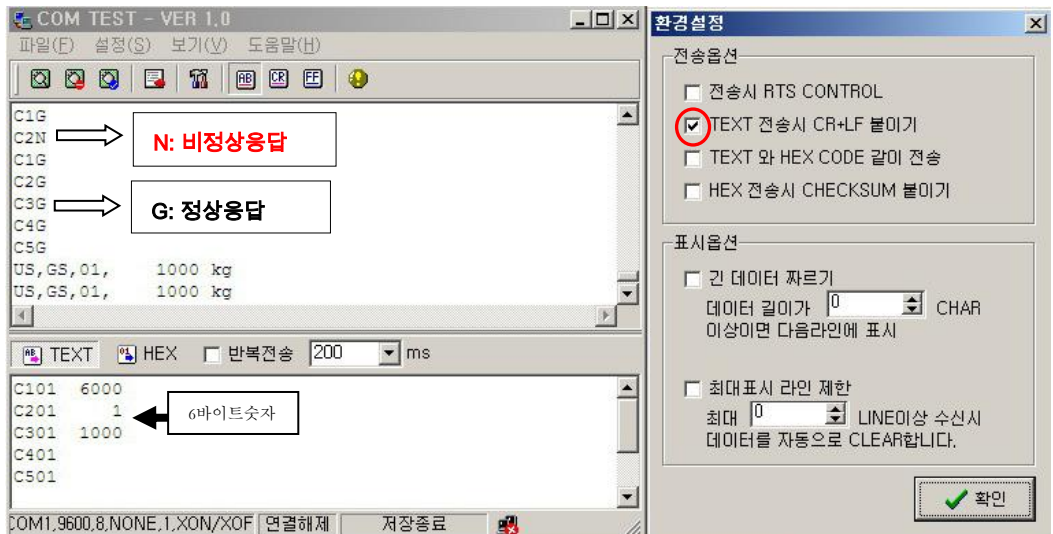 COM TEST - VER 1,0
파일(F) 설정(S) 보기(V) 도움말(H)
AB CR FF
C1G
C2N
N: 비정상응답
C1G
C2G
C3G
G: 정상응답
C4G
C5G
US,GS,01,     1000 kg
US,GS,01,     1000 kg
TEXT HEX 반복전송 200 ms
C101  6000
C201     1
6바이트숫자
C301  1000
C401
C501
COM1,9600,8,NONE,1,XON/XOF 연결해제 저장종료
환경설정
전송옵션
전송시 RTS CONTROL
TEXT 전송시 CR+LF 붙이기
TEXT 와 HEX CODE 같이 전송
HEX 전송시 CHECKSUM 붙이기
표시옵션
긴 데이터 짜르기
데이터 길이가 0 CHAR
이상이면 다음라인에 표시
최대표시 라인 제한
최대 0 LINE이상 수신시
데이터를 자동으로 CLEAR합니다.
확인